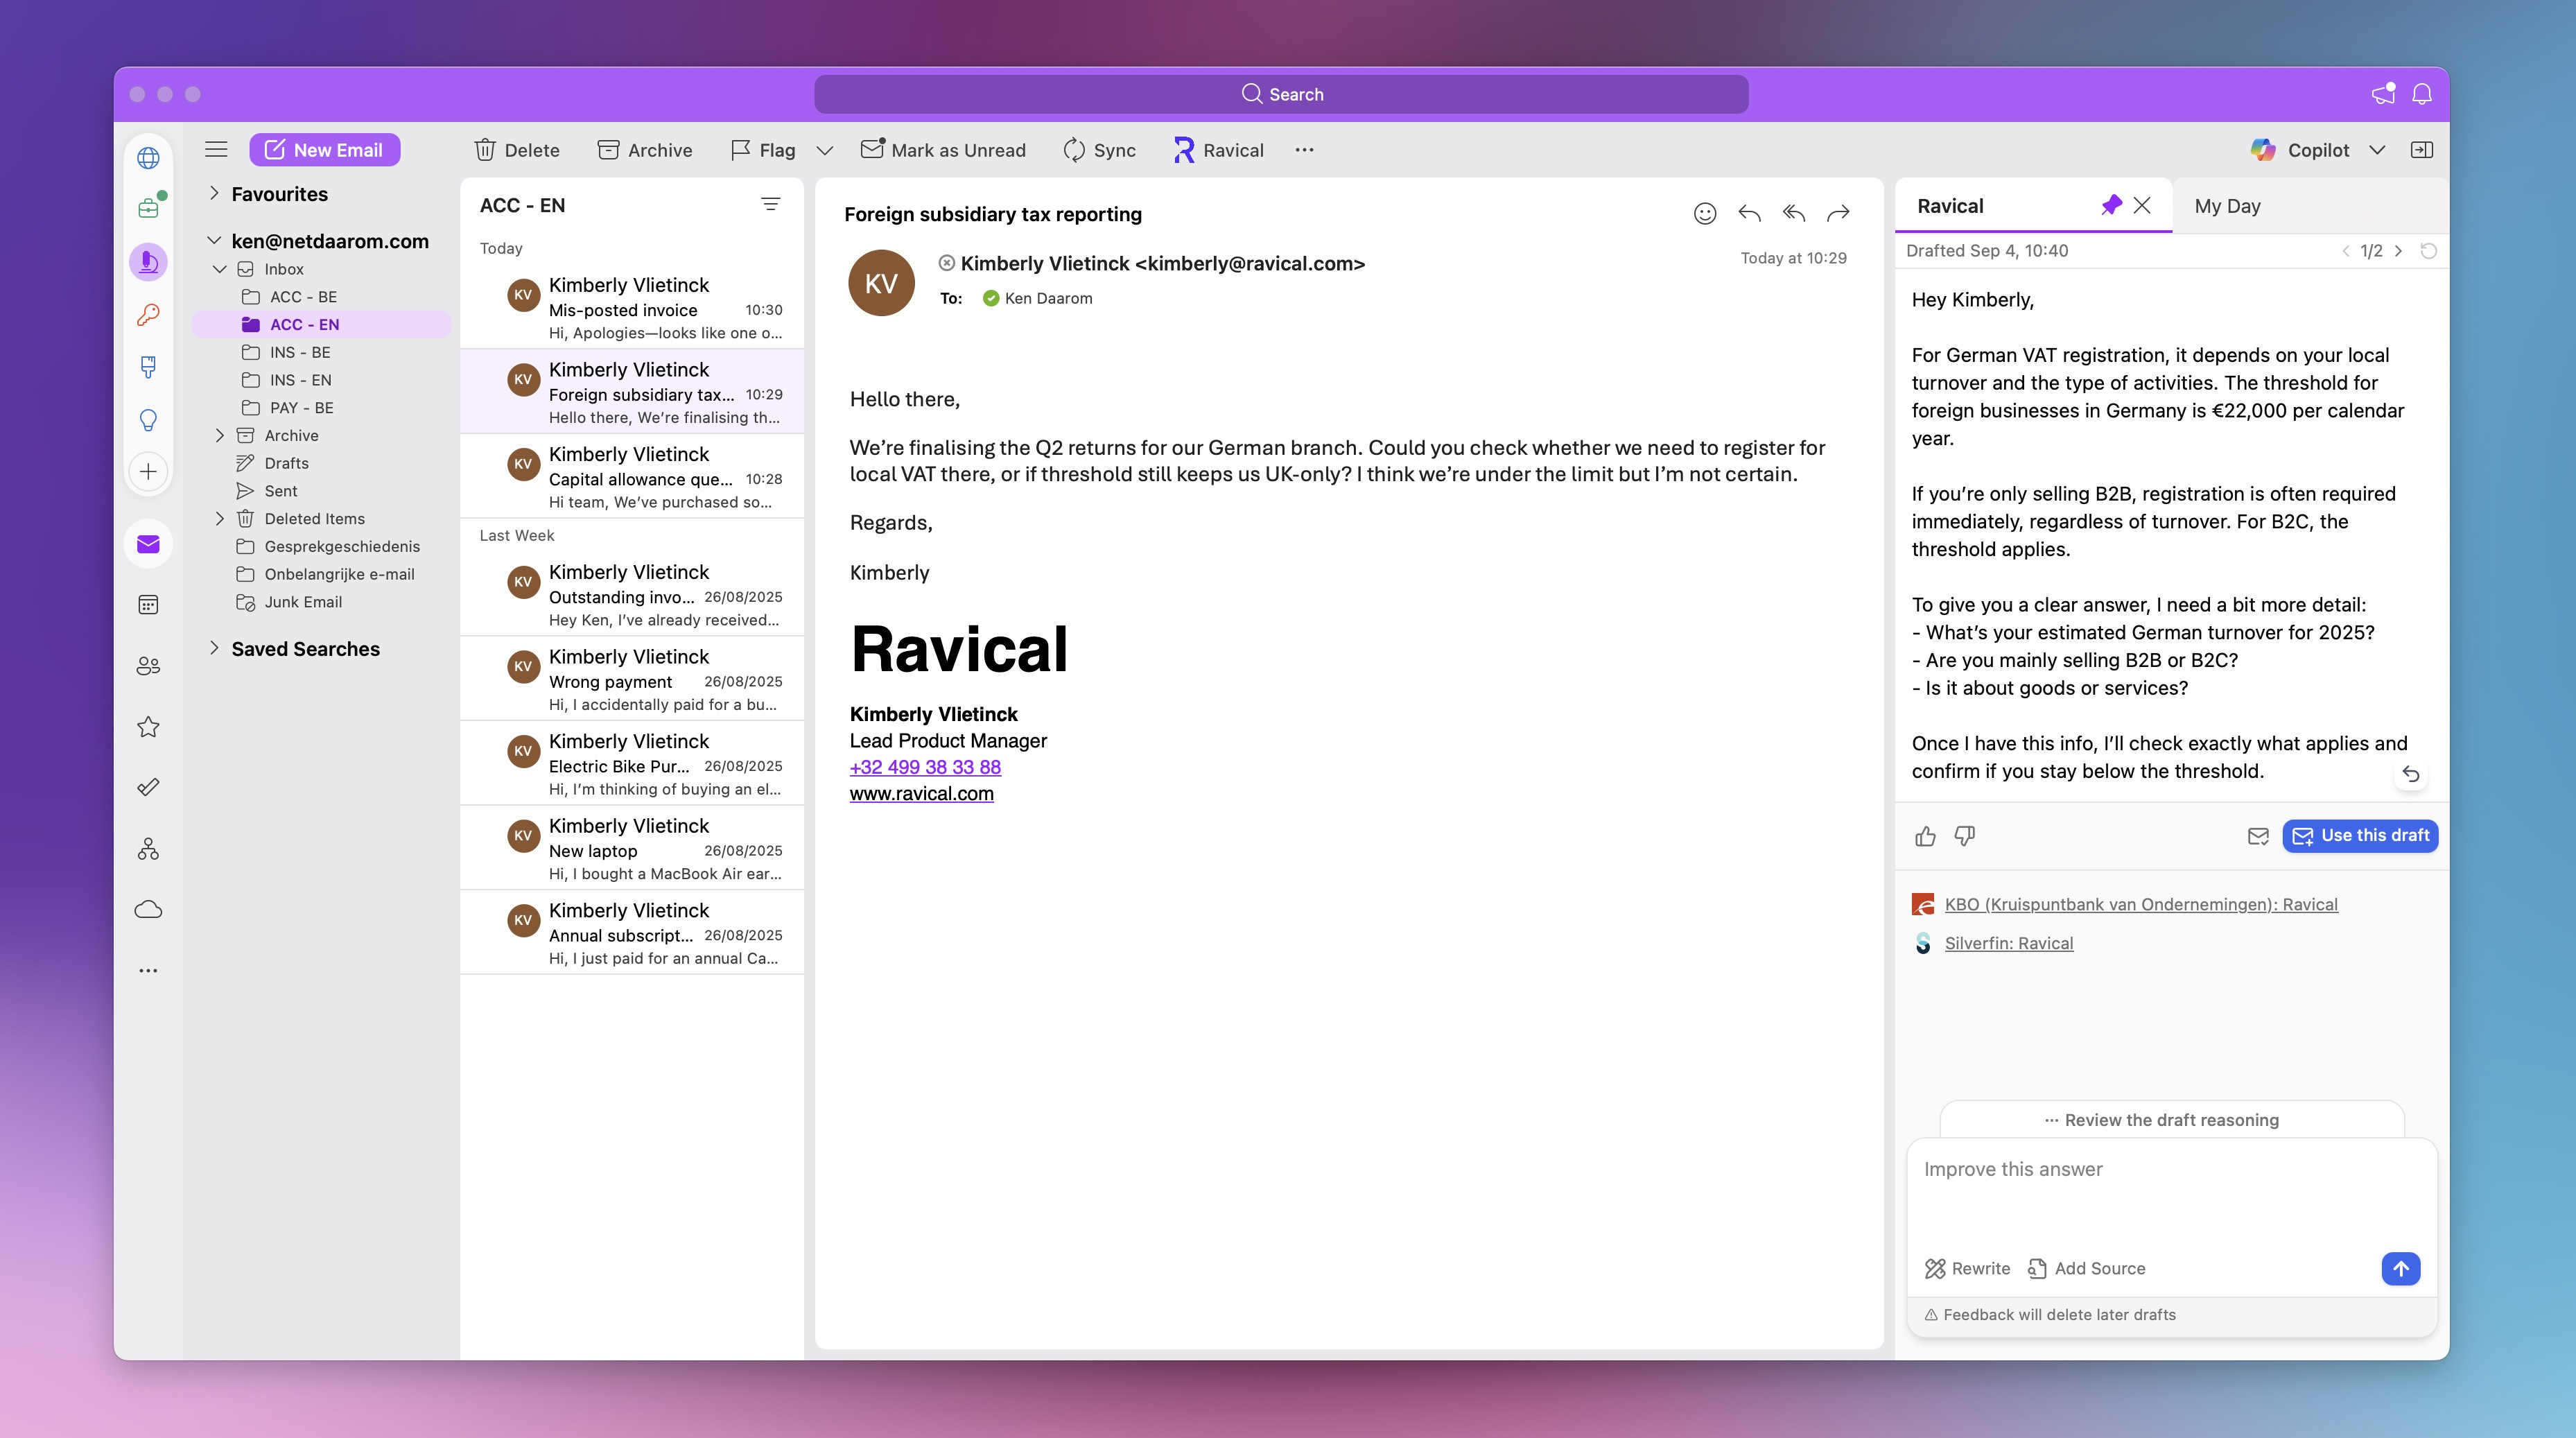 Search
New Email
Delete
Archive
Flag
Mark as Unread
Sync
Ravical
Copilot
Favourites
ken@netdaarom.com
Inbox
ACC - BE
ACC - EN
INS - BE
INS - EN
PAY - BE
Archive
Drafts
Sent
Deleted Items
Gesprekgeschiedenis
Onbelangrijke e-mail
Junk Email
Saved Searches
ACC - EN
Today
KV
Kimberly Vlietinck
Mis-posted invoice 10:30
Hi, Apologies—looks like one o...
KV
Kimberly Vlietinck
Foreign subsidiary tax... 10:29
Hello there, We’re finalising th...
KV
Kimberly Vlietinck
Capital allowance que... 10:28
Hi team, We’ve purchased so...
Last Week
KV
Kimberly Vlietinck
Outstanding invo... 26/08/2025
Hey Ken, I’ve already received...
KV
Kimberly Vlietinck
Wrong payment 26/08/2025
Hi, I accidentally paid for a bu...
KV
Kimberly Vlietinck
Electric Bike Pur... 26/08/2025
Hi, I’m thinking of buying an el...
KV
Kimberly Vlietinck
New laptop 26/08/2025
Hi, I bought a MacBook Air ear...
KV
Kimberly Vlietinck
Annual subscript... 26/08/2025
Hi, I just paid for an annual Ca...
Foreign subsidiary tax reporting
KV
Kimberly Vlietinck <kimberly@ravical.com>
Today at 10:29
To: Ken Daarom
Hello there,
We’re finalising the Q2 returns for our German branch. Could you check whether we need to register for
local VAT there, or if threshold still keeps us UK-only? I think we’re under the limit but I’m not certain.
Regards,
Kimberly
Ravical
Kimberly Vlietinck
Lead Product Manager
+32 499 38 33 88
www.ravical.com
Ravical
My Day
Drafted Sep 4, 10:40
1/2
Hey Kimberly,
For German VAT registration, it depends on your local
turnover and the type of activities. The threshold for
foreign businesses in Germany is €22,000 per calendar
year.
If you’re only selling B2B, registration is often required
immediately, regardless of turnover. For B2C, the
threshold applies.
To give you a clear answer, I need a bit more detail:
- What’s your estimated German turnover for 2025?
- Are you mainly selling B2B or B2C?
- Is it about goods or services?
Once I have this info, I’ll check exactly what applies and
confirm if you stay below the threshold.
Use this draft
KBO (Kruispuntbank van Ondernemingen): Ravical
Silverfin: Ravical
... Review the draft reasoning
Improve this answer
Rewrite
Add Source
Feedback will delete later drafts